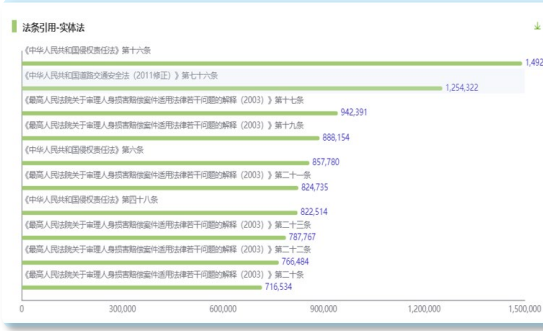 法条引用-实体法
《中华人民共和国侵权责任法》第十六条
1,492
《中华人民共和国道路交通安全法（2011修正）》第七十六条
1,254,322
《最高人民法院关于审理人身损害赔偿案件适用法律若干问题的解释（2003）》第十七条
942,391
《最高人民法院关于审理人身损害赔偿案件适用法律若干问题的解释（2003）》第十九条
888,154
《中华人民共和国侵权责任法》第六条
857,780
《最高人民法院关于审理人身损害赔偿案件适用法律若干问题的解释（2003）》第二十一条
824,735
《中华人民共和国侵权责任法》第四十八条
822,514
《最高人民法院关于审理人身损害赔偿案件适用法律若干问题的解释（2003）》第二十三条
787,767
《最高人民法院关于审理人身损害赔偿案件适用法律若干问题的解释（2003）》第二十二条
766,484
《最高人民法院关于审理人身损害赔偿案件适用法律若干问题的解释（2003）》第二十条
716,534
0 300,000 600,000 900,000 1,200,000 1,500,000